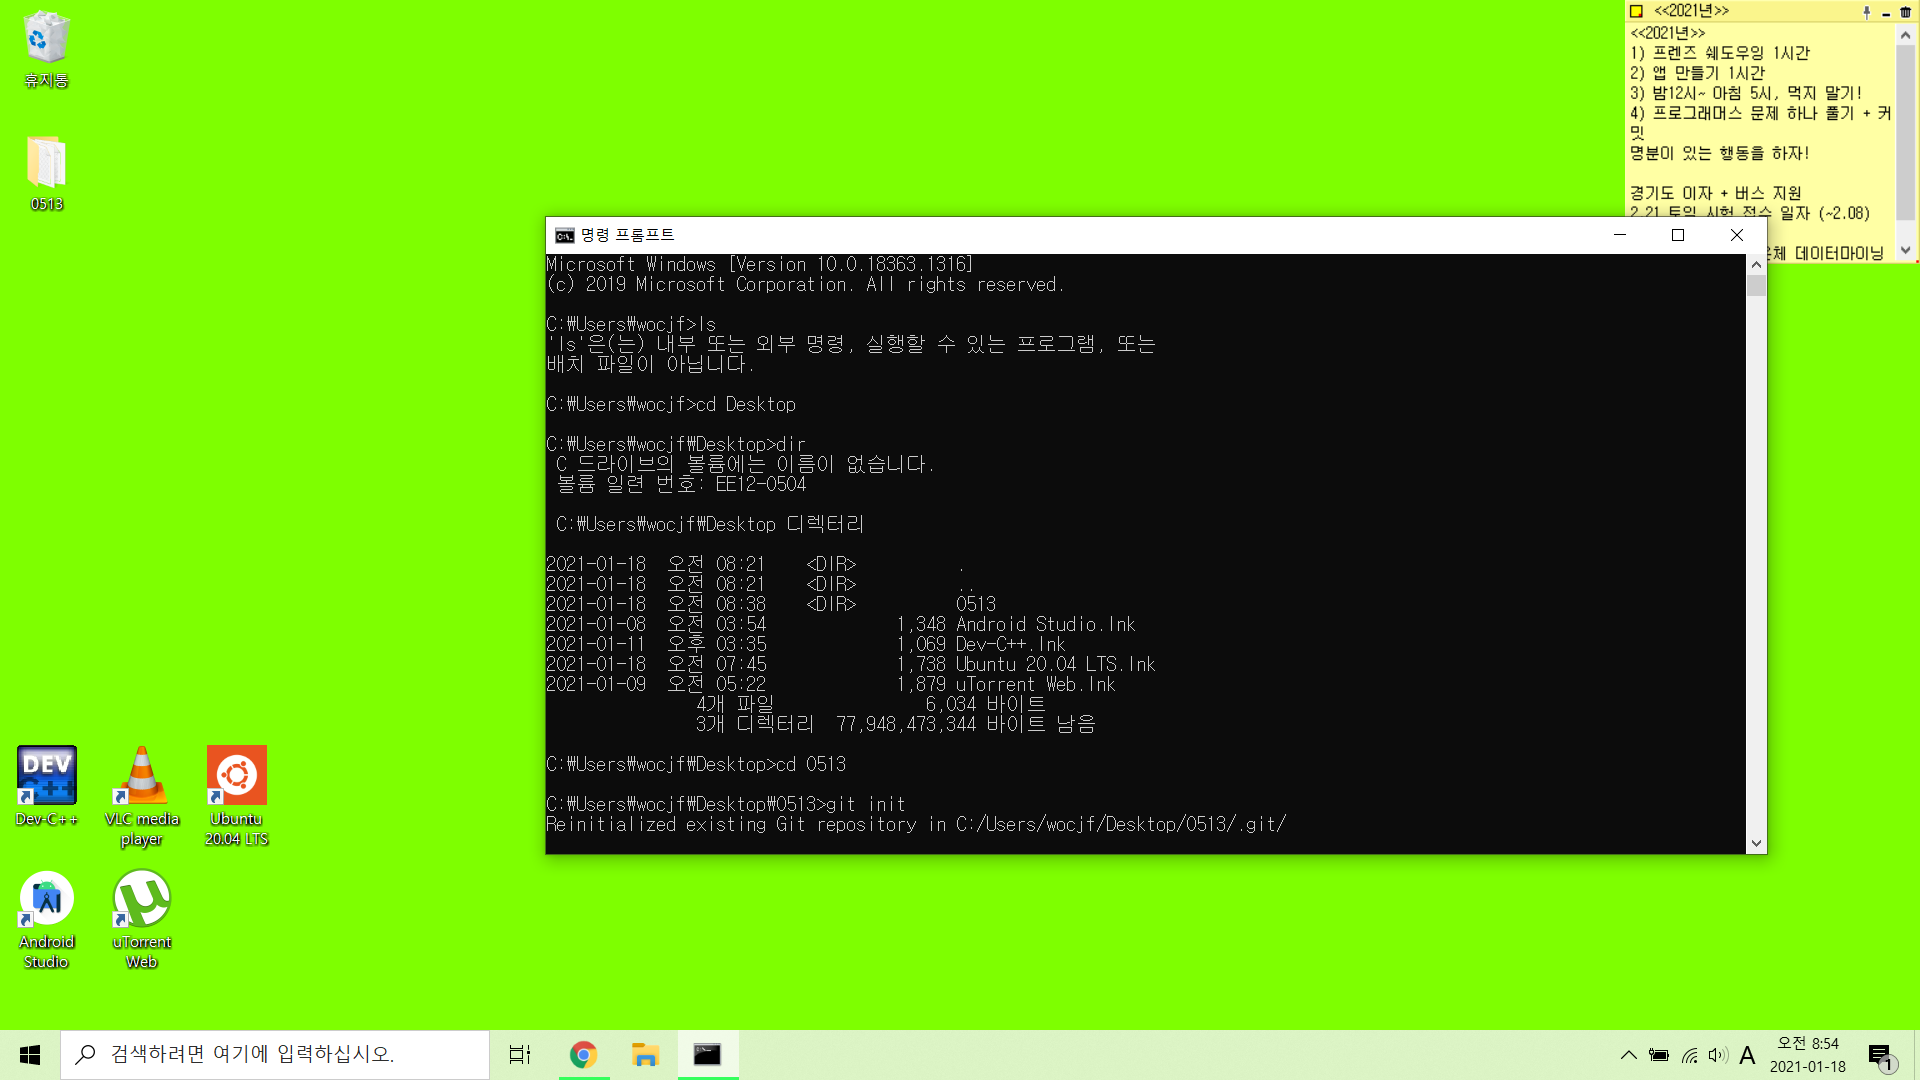 휴지통
0513
<<2021년>>
<<2021년>>
1) 프렌즈 쉐도우잉 1시간
2) 앱 만들기 1시간
3) 밤12시~ 아침 5시, 먹지 말기!
4) 프로그래머스 문제 하나 풀기 + 커
밋
명분이 있는 행동을 하자!
경기도 이자 + 버스 지원
2.21 토익 시험 접수 일자 (~2.08)
데이터마이닝
명령 프롬프트
Microsoft Windows [Version 10.0.18363.1316]
(c) 2019 Microsoft Corporation. All rights reserved.
C:₩Users₩wocjf>ls
'ls'은(는) 내부 또는 외부 명령, 실행할 수 있는 프로그램, 또는
배치 파일이 아닙니다.
C:₩Users₩wocjf>cd Desktop
C:₩Users₩wocjf₩Desktop>dir
C 드라이브의 볼륨에는 이름이 없습니다.
볼륨 일련 번호: EE12-0504
C:₩Users₩wocjf₩Desktop 디렉터리
2021-01-18  오전 08:21    <DIR>          .
2021-01-18  오전 08:21    <DIR>          ..
2021-01-18  오전 08:38    <DIR>          0513
2021-01-08  오전 03:54             1,348 Android Studio.lnk
2021-01-11  오후 03:35             1,069 Dev-C++.lnk
2021-01-18  오전 07:45             1,738 Ubuntu 20.04 LTS.lnk
2021-01-09  오전 05:22             1,879 uTorrent Web.lnk
4개 파일               6,034 바이트
3개 디렉터리  77,948,473,344 바이트 남음
C:₩Users₩wocjf₩Desktop>cd 0513
C:₩Users₩wocjf₩Desktop₩0513>git init
Reinitialized existing Git repository in C:/Users/wocjf/Desktop/0513/.git/
DEV
C++
Dev-C++
VLC media
player
Ubuntu
20.04 LTS
Android
Studio
uTorrent
Web
검색하려면 여기에 입력하십시오.
A
오전 8:54
2021-01-18
1